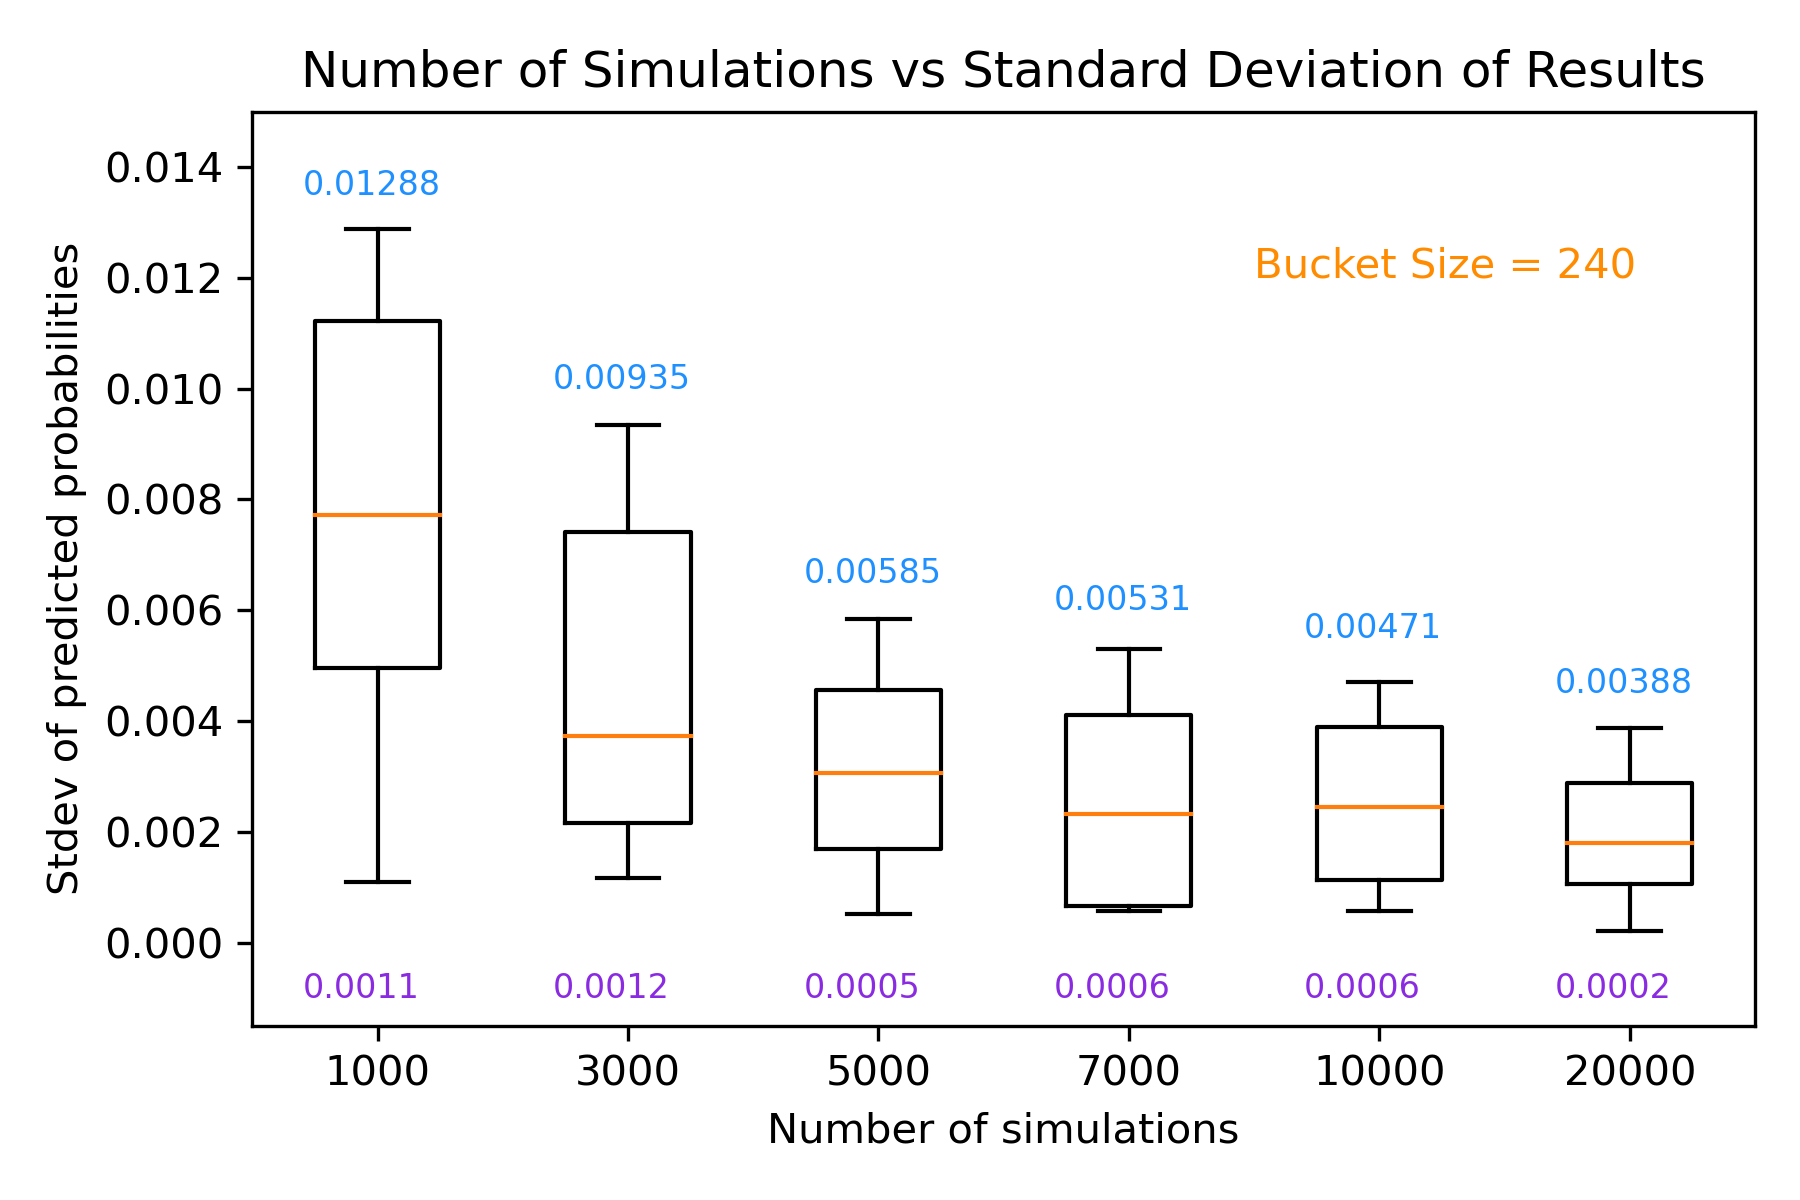 Number of Simulations vs Standard Deviation of Results
0.014
0.012
0.010
0.008
0.006
0.004
0.002
0.000
Stdev of predicted probabilities
0.01288
0.00935
0.00585
0.00531
0.00471
0.00388
Bucket Size = 240
0.0011 0.0012 0.0005 0.0006 0.0006 0.0002
1000 3000 5000 7000 10000 20000
Number of simulations